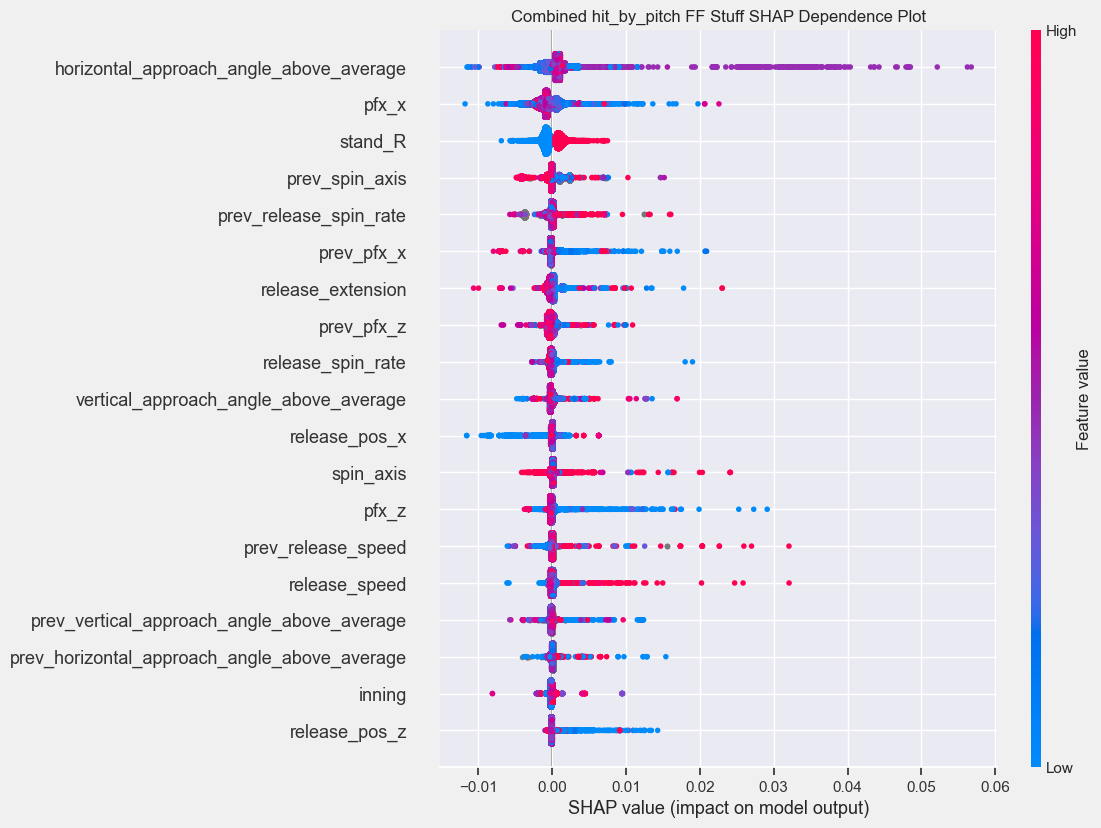 Combined hit_by_pitch FF Stuff SHAP Dependence Plot
High
horizontal_approach_angle_above_average
pfx_x
stand_R
prev_spin_axis
prev_release_spin_rate
prev_pfx_x
release_extension
prev_pfx_z
release_spin_rate
vertical_approach_angle_above_average
release_pos_x
spin_axis
pfx_z
prev_release_speed
release_speed
prev_vertical_approach_angle_above_average
prev_horizontal_approach_angle_above_average
inning
release_pos_z
Feature value
Low
−0.01 0.00 0.01 0.02 0.03 0.04 0.05 0.06
SHAP value (impact on model output)